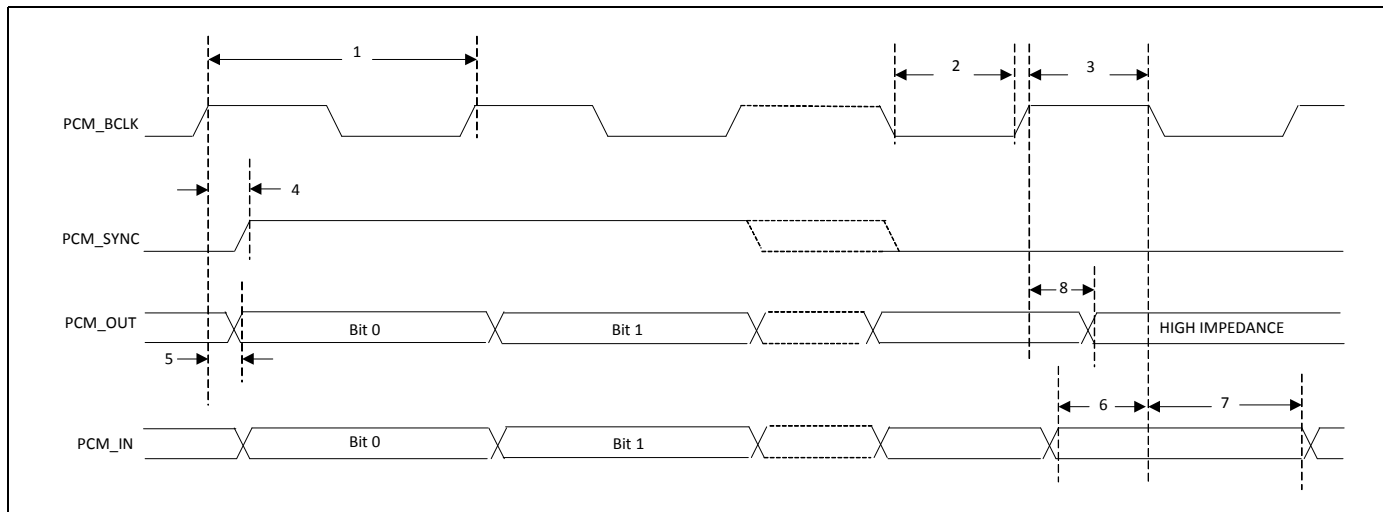 1
2
3
PCM_BCLK
4
PCM_SYNC
8
PCM_OUT
Bit 0
Bit 1
HIGH IMPEDANCE
5
6
7
PCM_IN
Bit 0
Bit 1